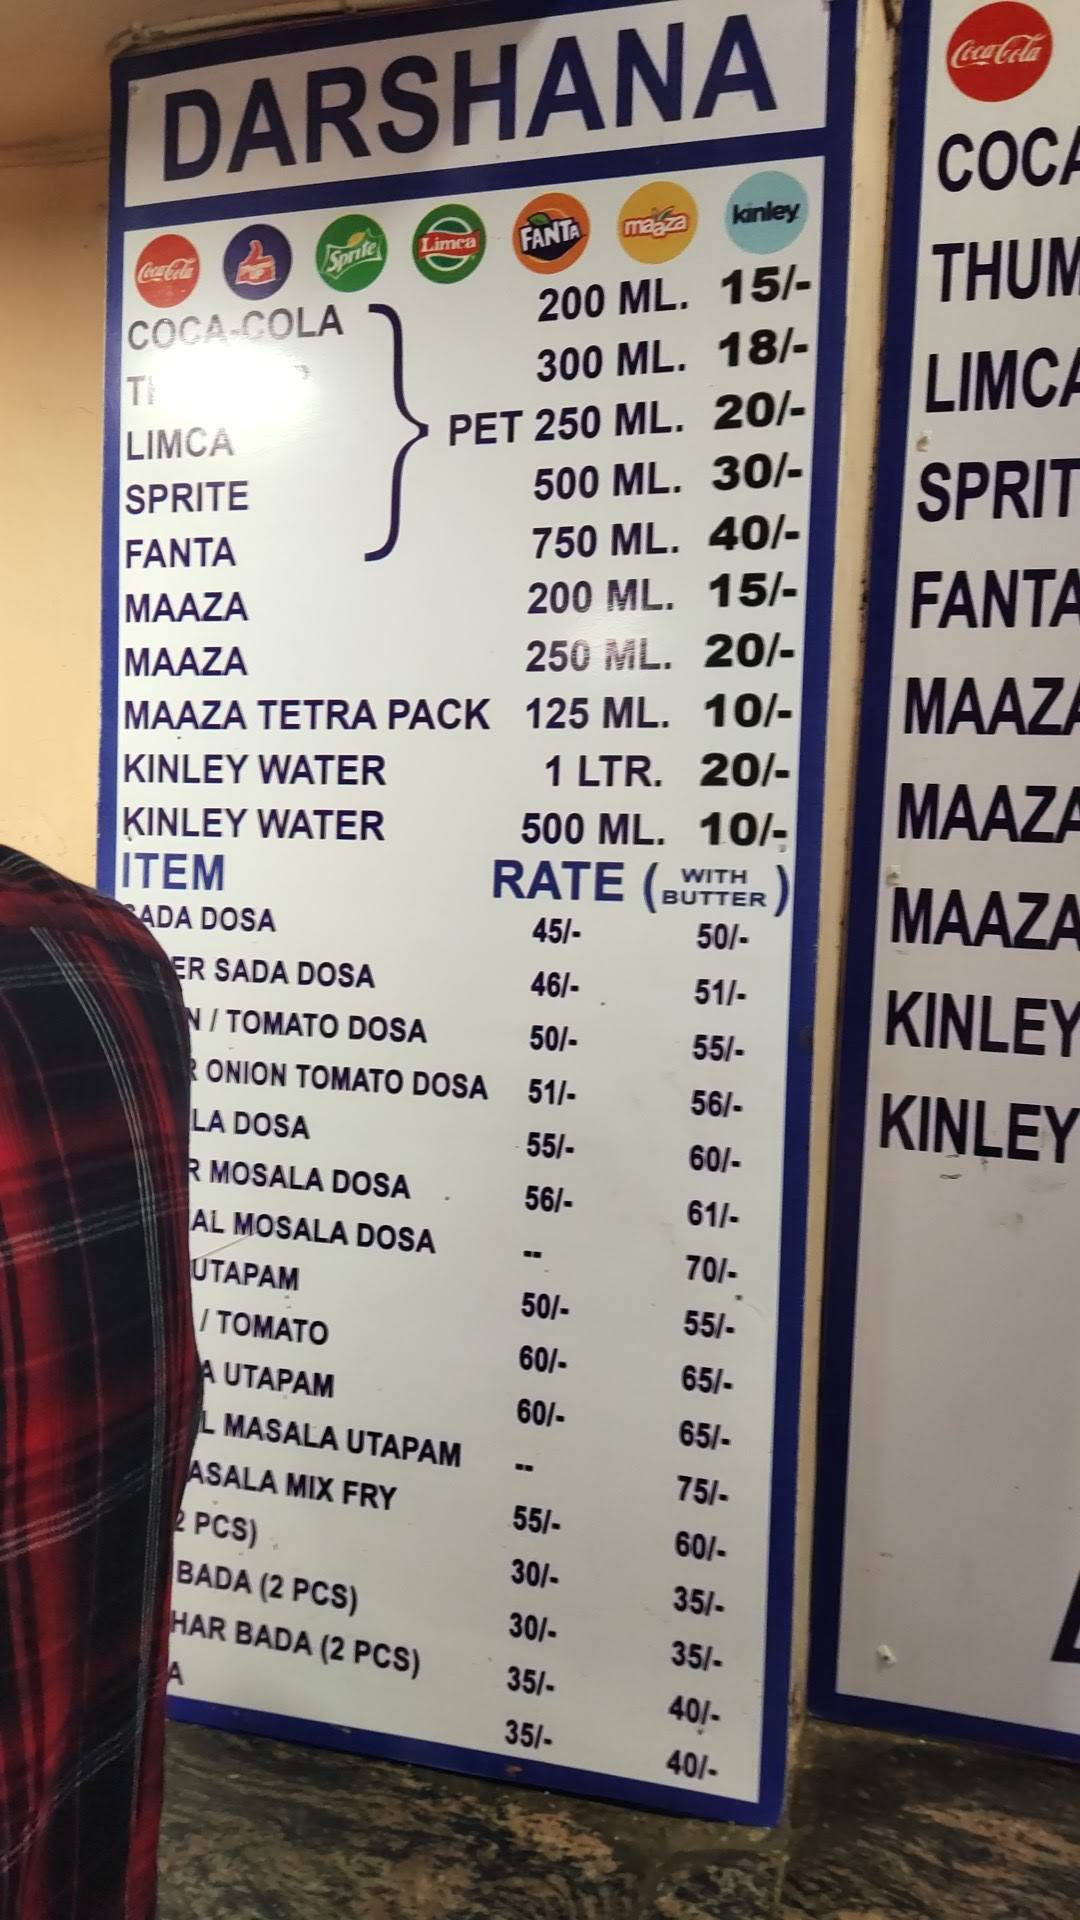 DARSHANA
Coca-Cola Sprite Limca FANTA maaza kinley
COCA-COLA 200 ML. 15/-
300 ML. 18/-
LIMCA PET 250 ML. 20/-
SPRITE 500 ML. 30/-
FANTA 750 ML. 40/-
MAAZA 200 ML. 15/-
MAAZA 250 ML. 20/-
MAAZA TETRA PACK 125 ML. 10/-
KINLEY WATER 1 LTR. 20/-
KINLEY WATER 500 ML. 10/-
ITEM RATE (WITH BUTTER)
SADA DOSA 45/- 50/-
SADA DOSA 46/- 51/-
/ TOMATO DOSA 50/- 55/-
ONION TOMATO DOSA 51/- 56/-
DOSA 55/- 60/-
MOSALA DOSA 56/- 61/-
MOSALA DOSA -- 70/-
UTAPAM 50/- 55/-
/ TOMATO 60/- 65/-
UTAPAM 60/- 65/-
MASALA UTAPAM -- 75/-
MIX FRY 55/- 60/-
2 PCS) 30/- 35/-
BADA (2 PCS) 30/- 35/-
BADA (2 PCS) 35/- 40/-
35/- 40/-
Coca-Cola
COCA
THUM
LIMCA
SPRIT
FANTA
MAAZA
MAAZA
MAAZA
KINLEY
KINLEY